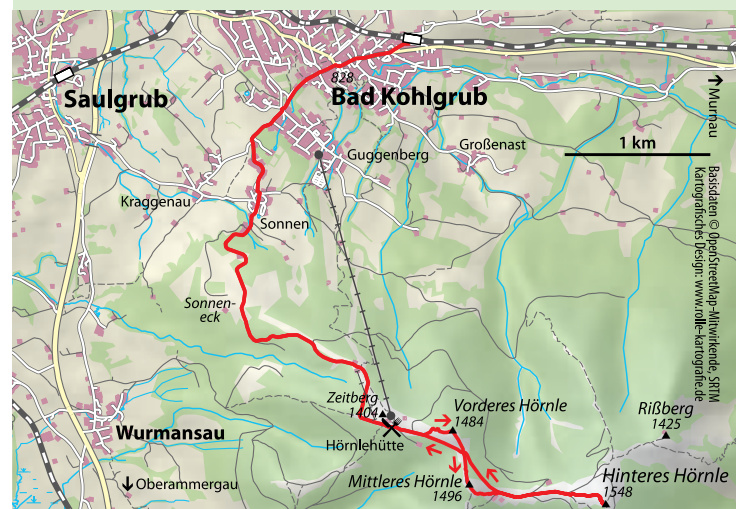 828
Saulgrub
Bad Kohlgrub
→ Murnau
1 km
Guggenberg
Großenast
Kraggenau
Sonnen
Basisdaten © OpenStreetMap-Mitwirkende, SRTM
Kartografisches Design: www.rolle-kartografie.de
Sonnen-
eck
Zeitberg
1404
Vorderes Hörnle
1484
Rißberg
1425
Wurmansau
Hörnlehütte
Mittleres Hörnle
1496
Hinteres Hörnle
1548
↓ Oberammergau